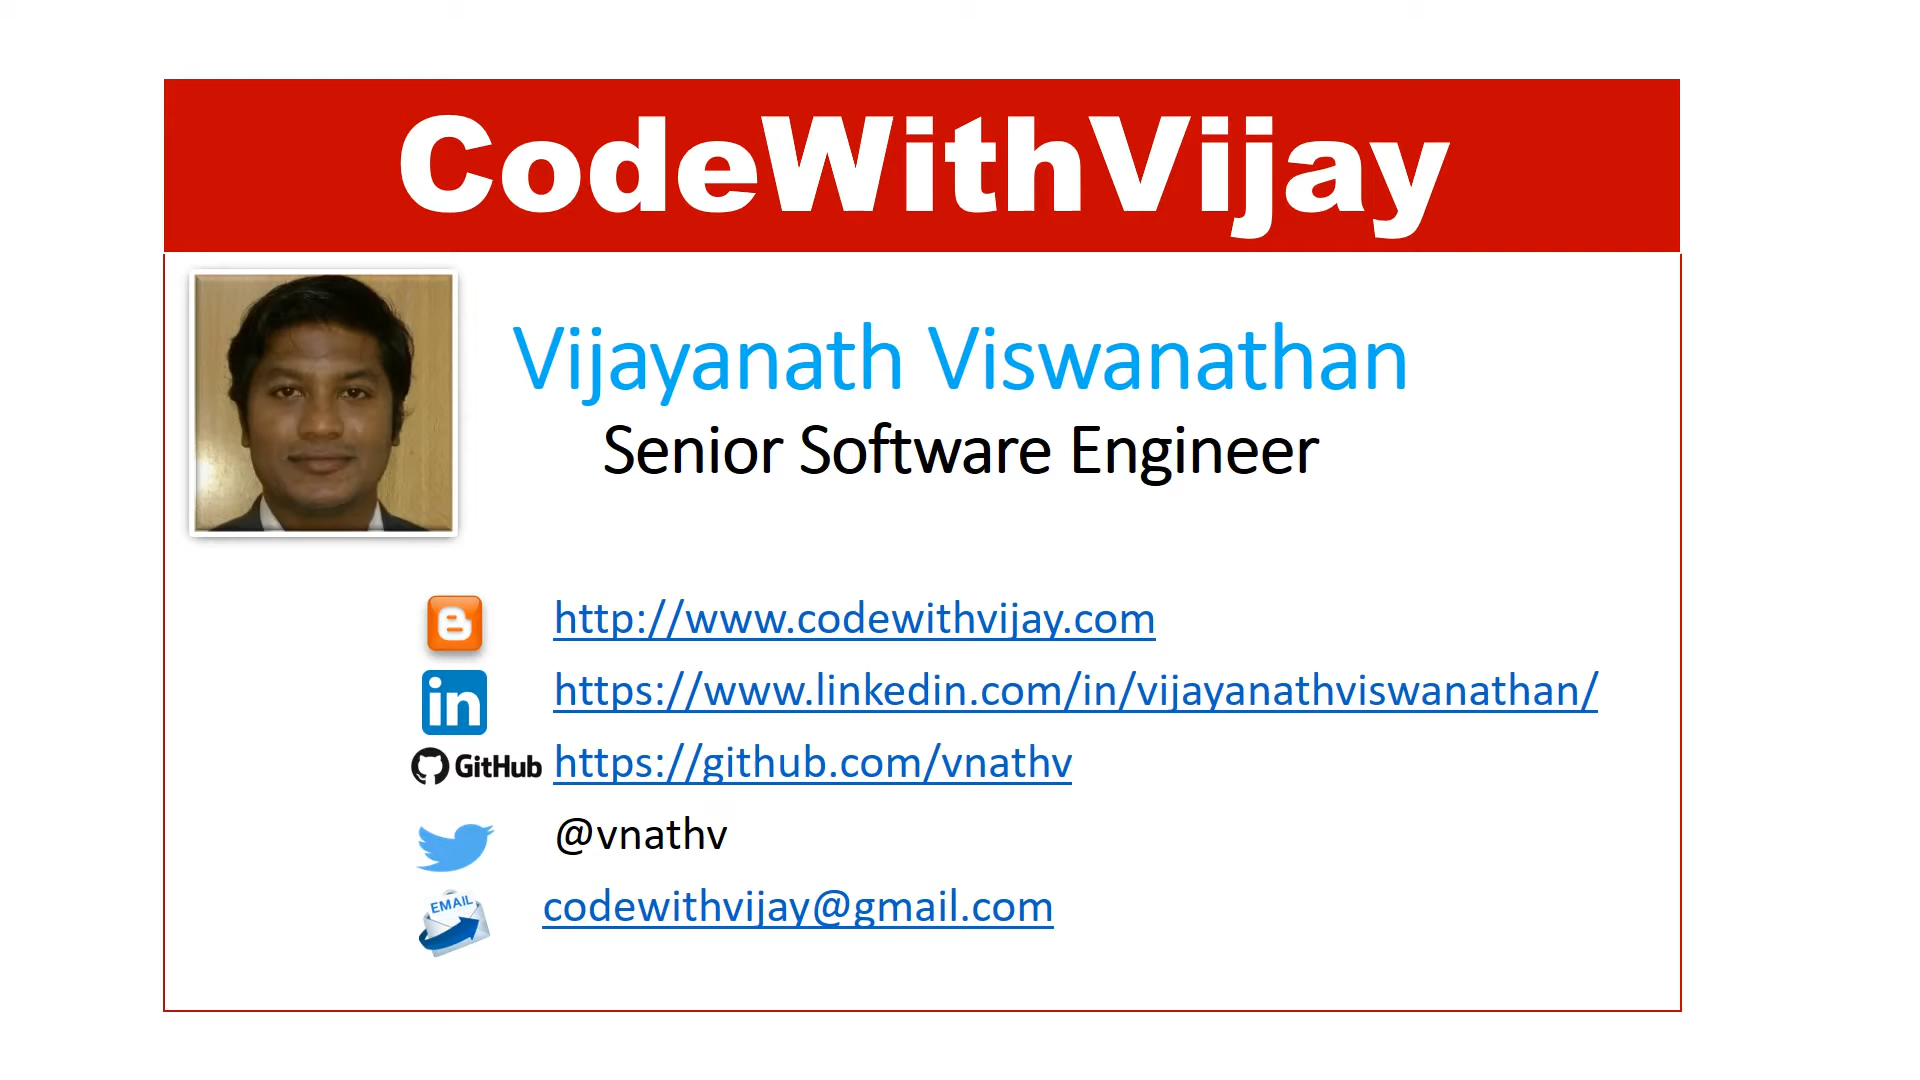 CodeWithVijay
Vijayanath Viswanathan
Senior Software Engineer
http://www.codewithvijay.com
in https://www.linkedin.com/in/vijayanathviswanathan/
GitHub https://github.com/vnathv
@vnathv
EMAIL codewithvijay@gmail.com